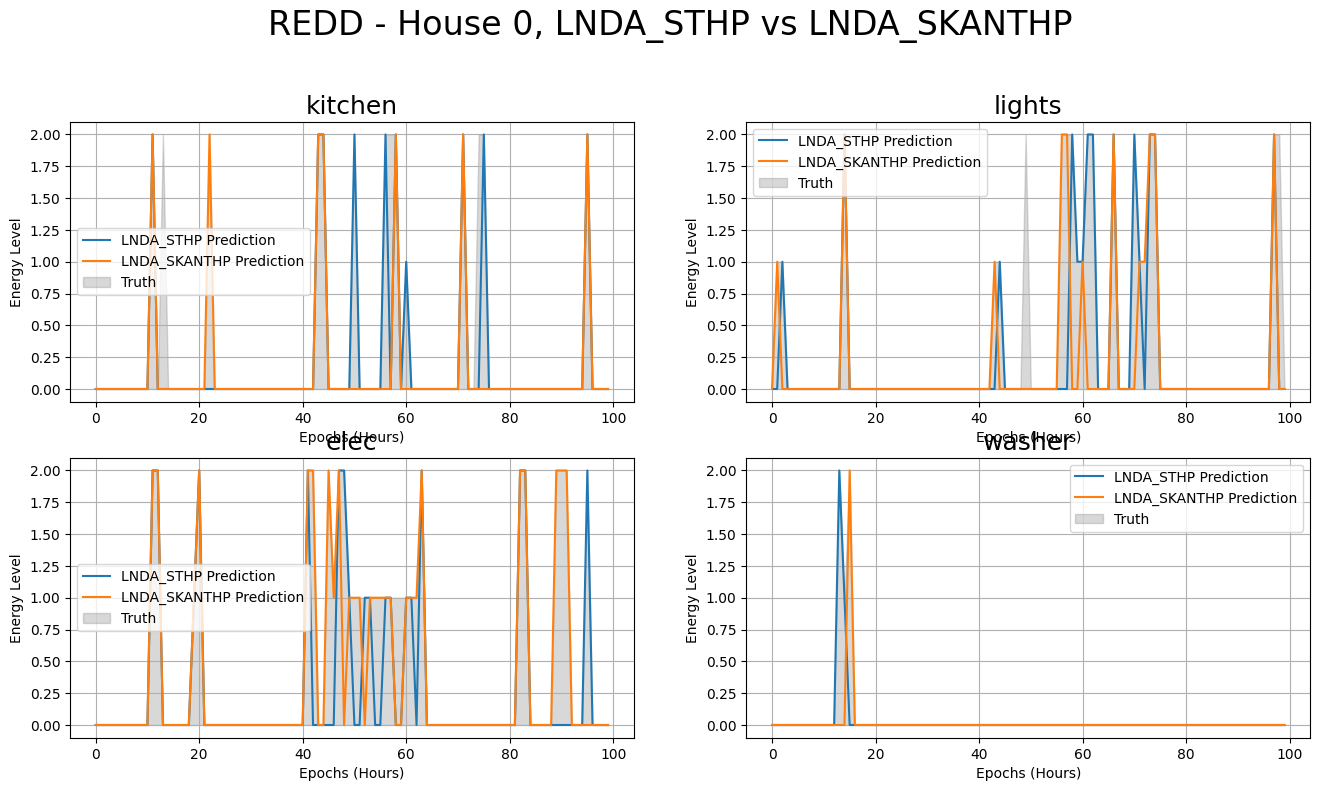 REDD - House 0, LNDA_STHP vs LNDA_SKANTHP
kitchen
2.00
1.75
1.50
1.25
1.00
0.75
0.50
0.25
0.00
Energy Level
LNDA_STHP Prediction
LNDA_SKANTHP Prediction
Truth
0 20 40 60 80 100
Epochs (Hours)
lights
2.00
1.75
1.50
1.25
1.00
0.75
0.50
0.25
0.00
Energy Level
LNDA_STHP Prediction
LNDA_SKANTHP Prediction
Truth
0 20 40 60 80 100
Epochs (Hours)
elec
2.00
1.75
1.50
1.25
1.00
0.75
0.50
0.25
0.00
Energy Level
LNDA_STHP Prediction
LNDA_SKANTHP Prediction
Truth
0 20 40 60 80 100
Epochs (Hours)
washer
2.00
1.75
1.50
1.25
1.00
0.75
0.50
0.25
0.00
Energy Level
LNDA_STHP Prediction
LNDA_SKANTHP Prediction
Truth
0 20 40 60 80 100
Epochs (Hours)